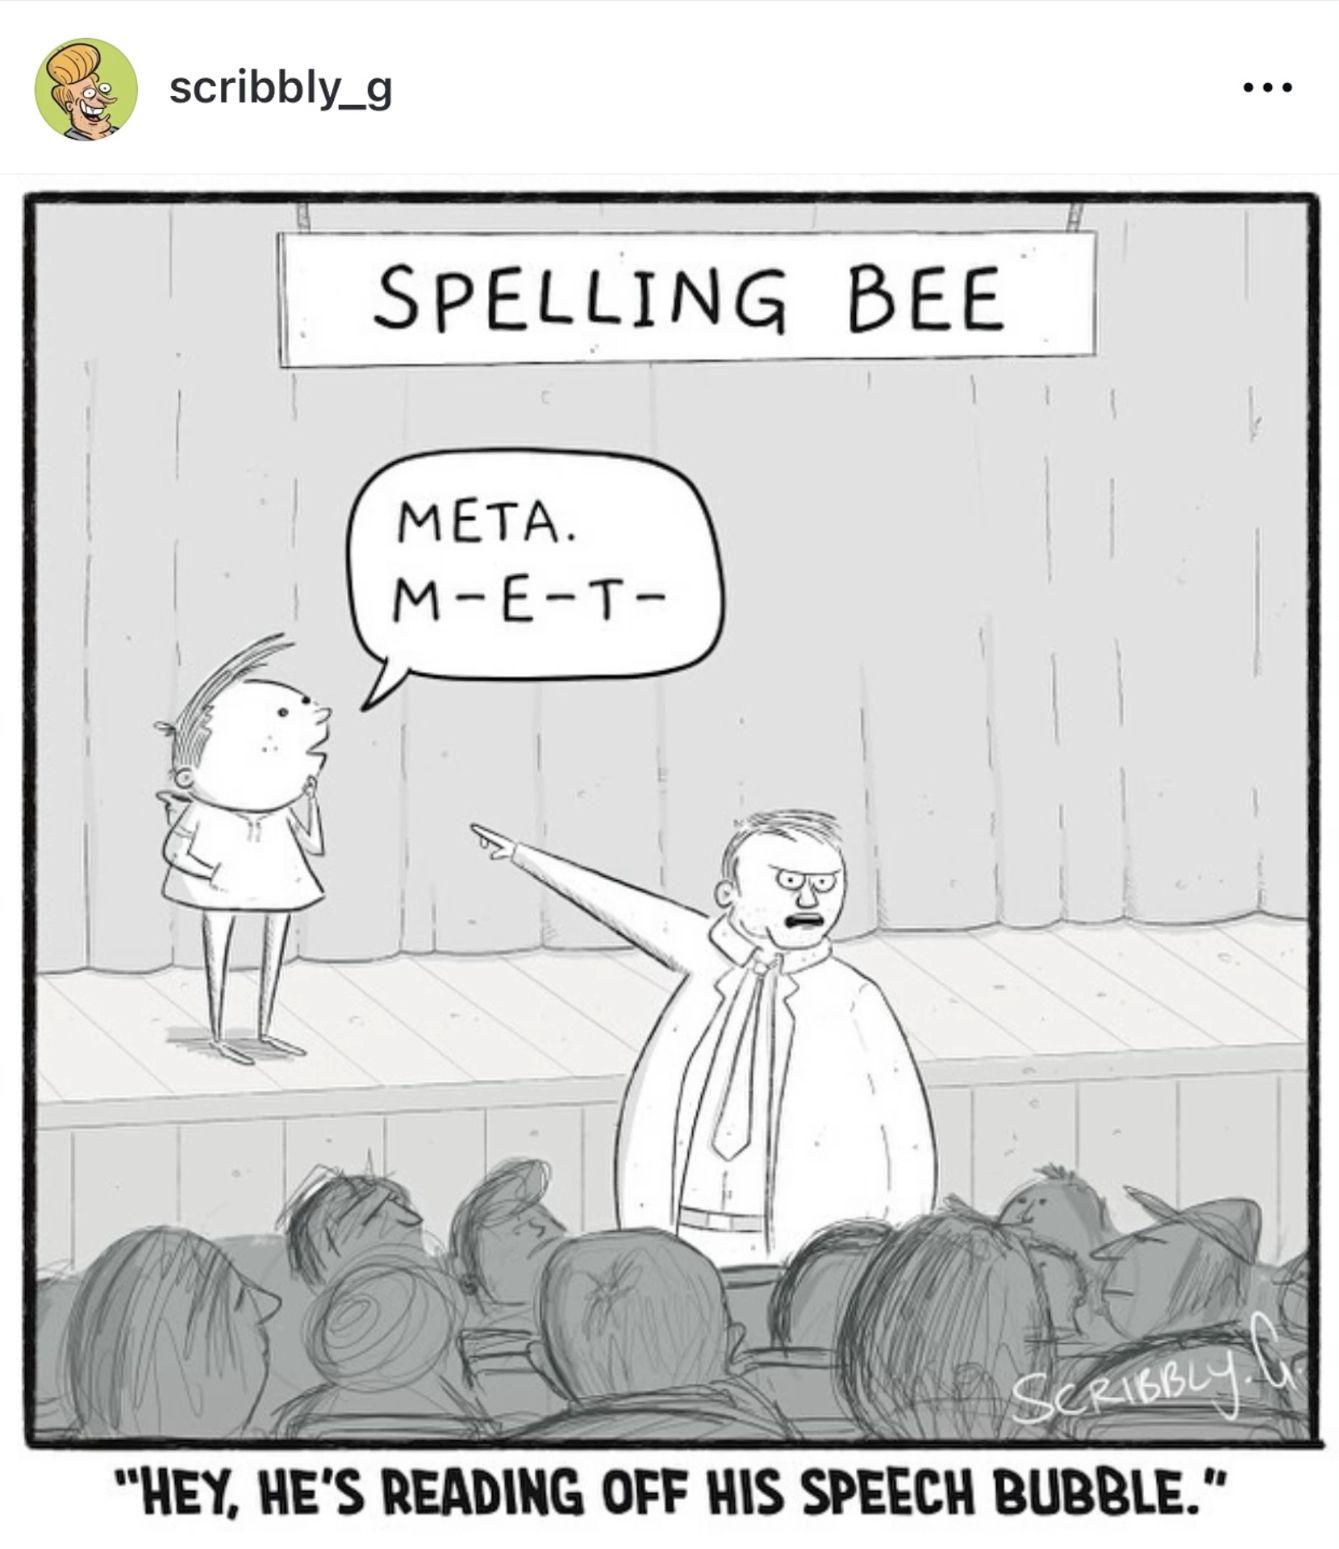 scribbly_g
SPELLING BEE
META.
M-E-T-
SCRIBBLY.G.
"HEY, HE'S READING OFF HIS SPEECH BUBBLE."